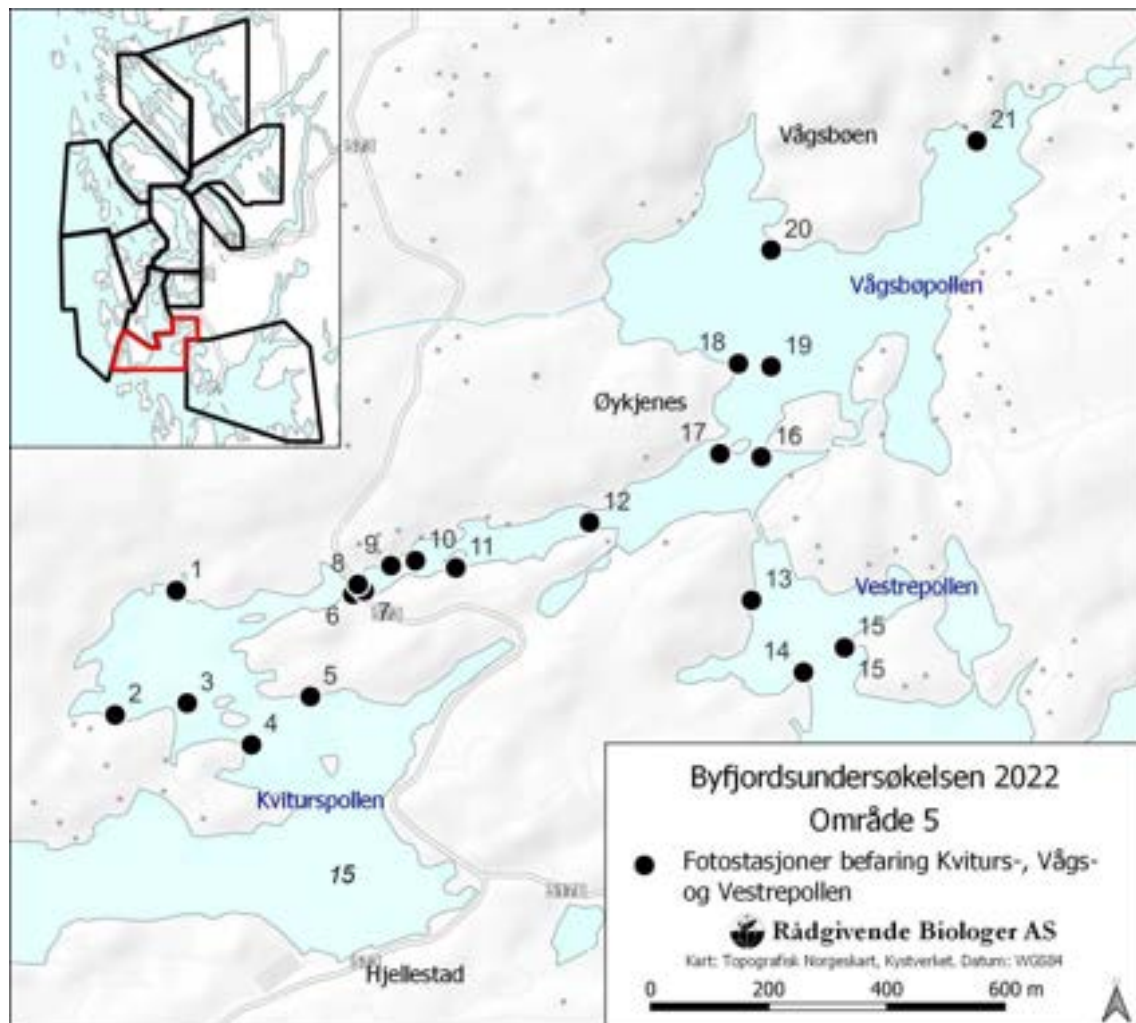 21
Vågsbøen
20
Vågsbøpollen
18
19
Øykjenes
17
16
12
10
9
11
8
1
13
Vestrepollen
6
7
15
5
14
15
3
2
4
Kviturspollen
15
Hjellestad
Byfjordsundersøkelsen 2022
Område 5
Fotostasjoner befaring Kviturs-, Vågs-
og Vestrepollen
Rådgivende Biologer AS
Kart: Topografisk Norgeskart, Kystverket. Datum: WGS84
0 200 400 600 m